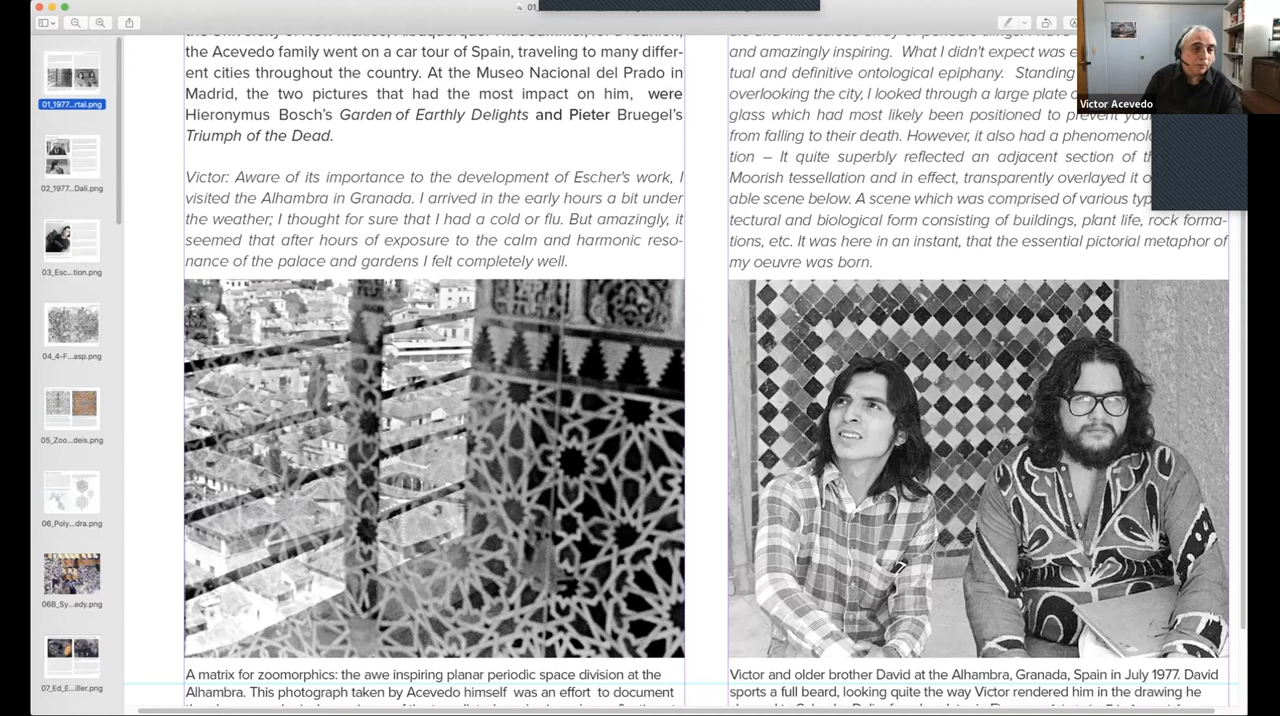 01_
Victor Acevedo
01_1977...rtal.png
02_1977...Dali.png
03_Esc...tion.png
04_4-F...asp.png
05_Zoo...deis.png
06_Poly...dra.png
06B_Sy...edy.png
07_Ed_E...iller.png
the Acevedo family went on a car tour of Spain, traveling to many differ-
ent cities throughout the country. At the Museo Nacional del Prado in
Madrid, the two pictures that had the most impact on him, were
Hieronymus Bosch's Garden of Earthly Delights and Pieter Bruegel's
Triumph of the Dead.
Victor: Aware of its importance to the development of Escher's work, I
visited the Alhambra in Granada. I arrived in the early hours a bit under
the weather; I thought for sure that I had a cold or flu. But amazingly, it
seemed that after hours of exposure to the calm and harmonic reso-
nance of the palace and gardens I felt completely well.
A matrix for zoomorphics: the awe inspiring planar periodic space division at the
Alhambra. This photograph taken by Acevedo himself was an effort to document
and amazingly inspiring. What I didn't expect was e
tual and definitive ontological epiphany. Standing
overlooking the city, I looked through a large plate o
glass which had most likely been positioned to prevent you
from falling to their death. However, it also had a phenomenolo
tion – It quite superbly reflected an adjacent section of th
Moorish tessellation and in effect, transparently overlayed it o
able scene below. A scene which was comprised of various typ
tectural and biological form consisting of buildings, plant life, rock forma-
tions, etc. It was here in an instant, that the essential pictorial metaphor of
my oeuvre was born.
Victor and older brother David at the Alhambra, Granada, Spain in July 1977. David
sports a full beard, looking quite the way Victor rendered him in the drawing he